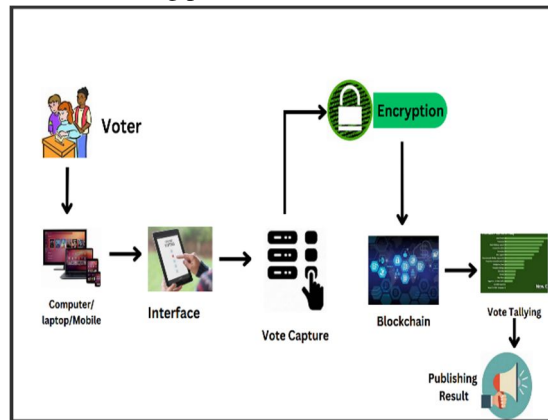 Voter
Encryption
Computer/
laptop/Mobile
Interface
Vote Capture
Blockchain
Vote Tallying
Publishing
Result